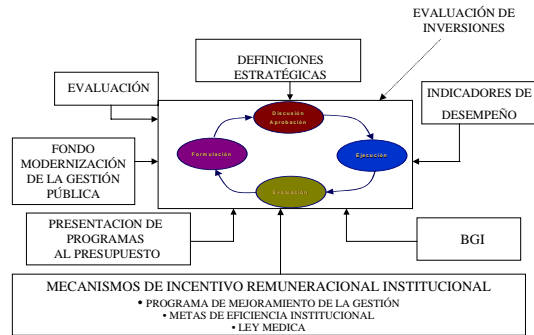 EVALUACIÓN DE
INVERSIONES
DEFINICIONES
ESTRATÉGICAS
EVALUACIÓN
INDICADORES DE
DESEMPEÑO
Discusión
Aprobación
Formulación
Ejecución
Evaluación
FONDO
MODERNIZACIÓN
DE LA GESTIÓN
PÚBLICA
PRESENTACION DE
PROGRAMAS
AL PRESUPUESTO
BGI
MECANISMOS DE INCENTIVO REMUNERACIONAL INSTITUCIONAL
• PROGRAMA DE MEJORAMIENTO DE LA GESTIÓN
• METAS DE EFICIENCIA INSTITUCIONAL
• LEY MEDICA